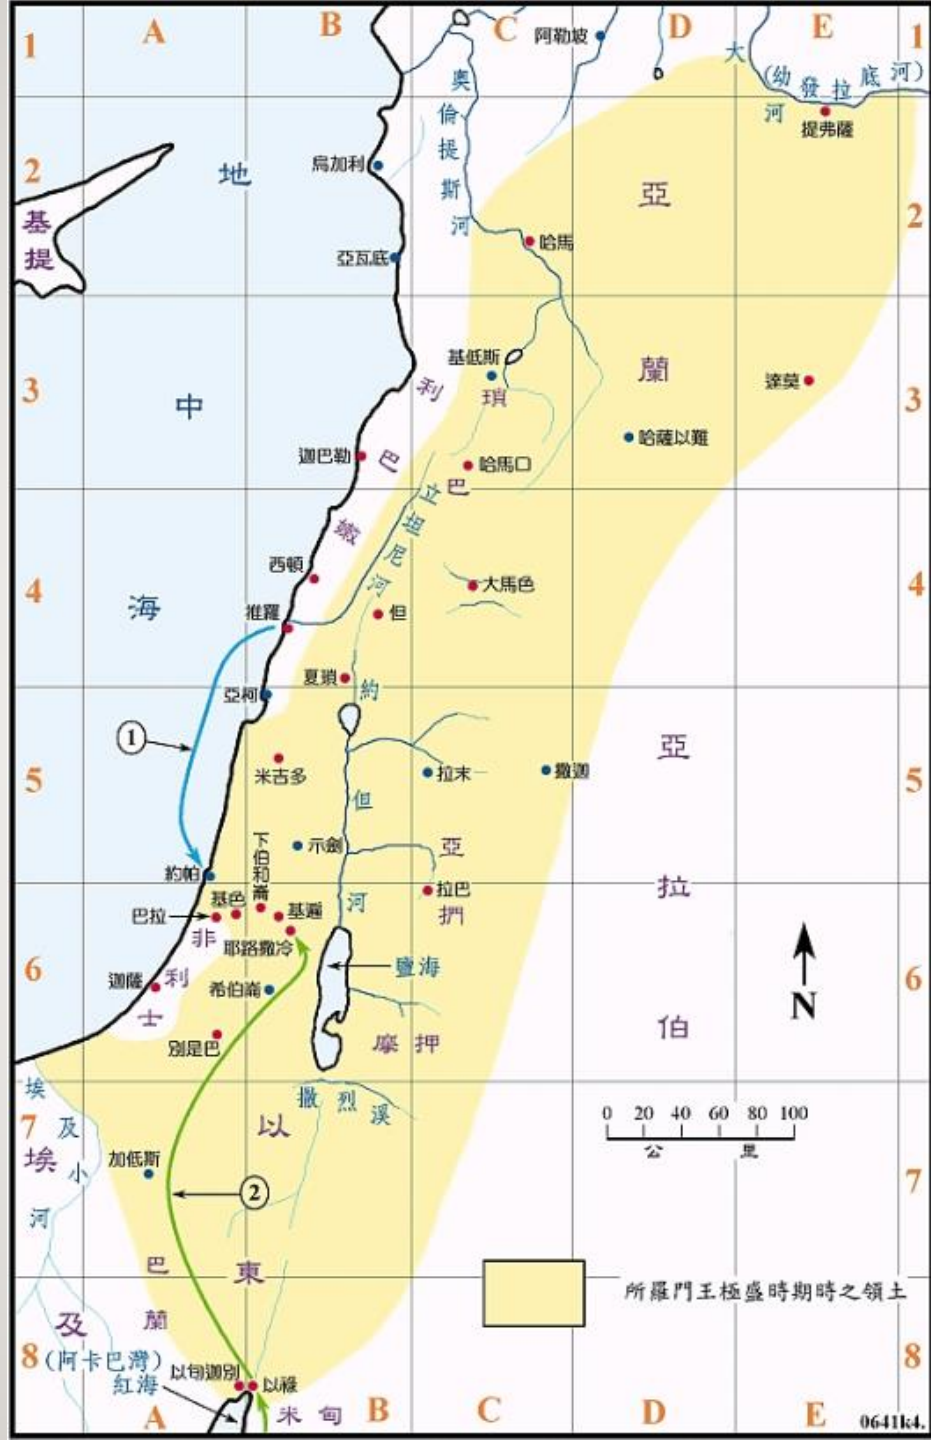 A B C D E
1 1
阿勒坡
大河
(幼發拉底河)
提弗薩
奧倫提斯河
2 2
地中海
烏加利
基提
亞瓦底
哈馬
亞蘭
3 3
基低斯
利巴嫩
瑣巴
達莫
哈薩以難
迦巴勒
哈馬口
立坦尼河
4 4
西頓
大馬色
推羅
但
夏瑣
亞柯
約但河
5 5
1
米吉多
拉末
撒迦
亞拉伯
示劍
下伯和崙
亞捫
約帕
拉巴
基色
巴拉
基遍
非利士
耶路撒冷
6 6
鹽海
迦薩
希伯崙
N
別是巴
摩押
埃及小河
撒烈溪
7 7
0 20 40 60 80 100
公里
埃及
以東
加低斯
2
巴蘭
所羅門王極盛時期時之領土
8 8
(阿卡巴灣)
紅海
以旬迦別
以祿
米甸
A B C D E
0641k4.